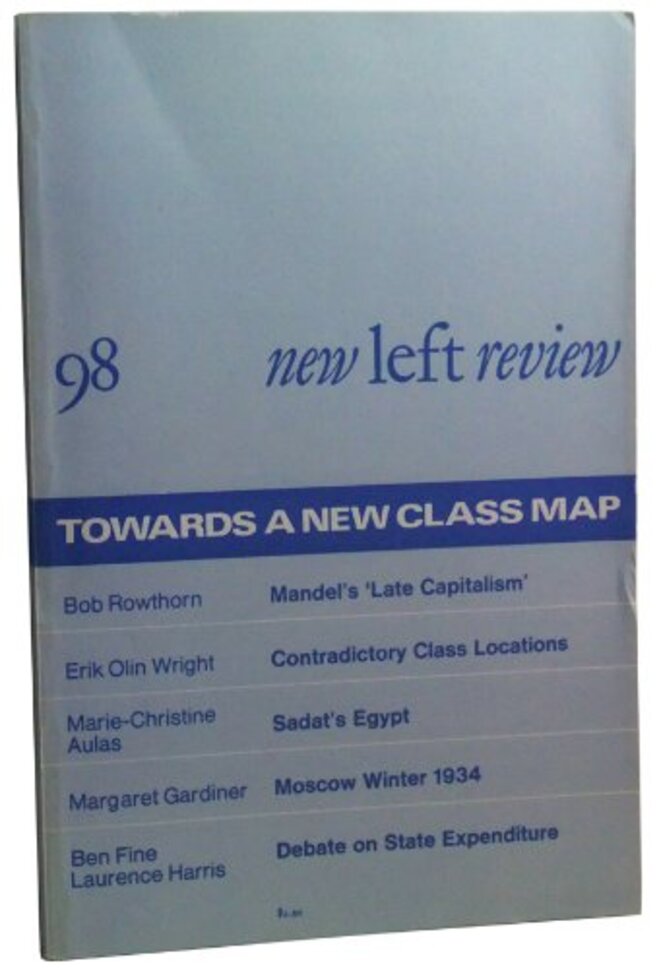 98 new left review
TOWARDS A NEW CLASS MAP
Bob Rowthorn Mandel's 'Late Capitalism'
Erik Olin Wright Contradictory Class Locations
Marie-Christine
Aulas Sadat's Egypt
Margaret Gardiner Moscow Winter 1934
Ben Fine
Laurence Harris Debate on State Expenditure